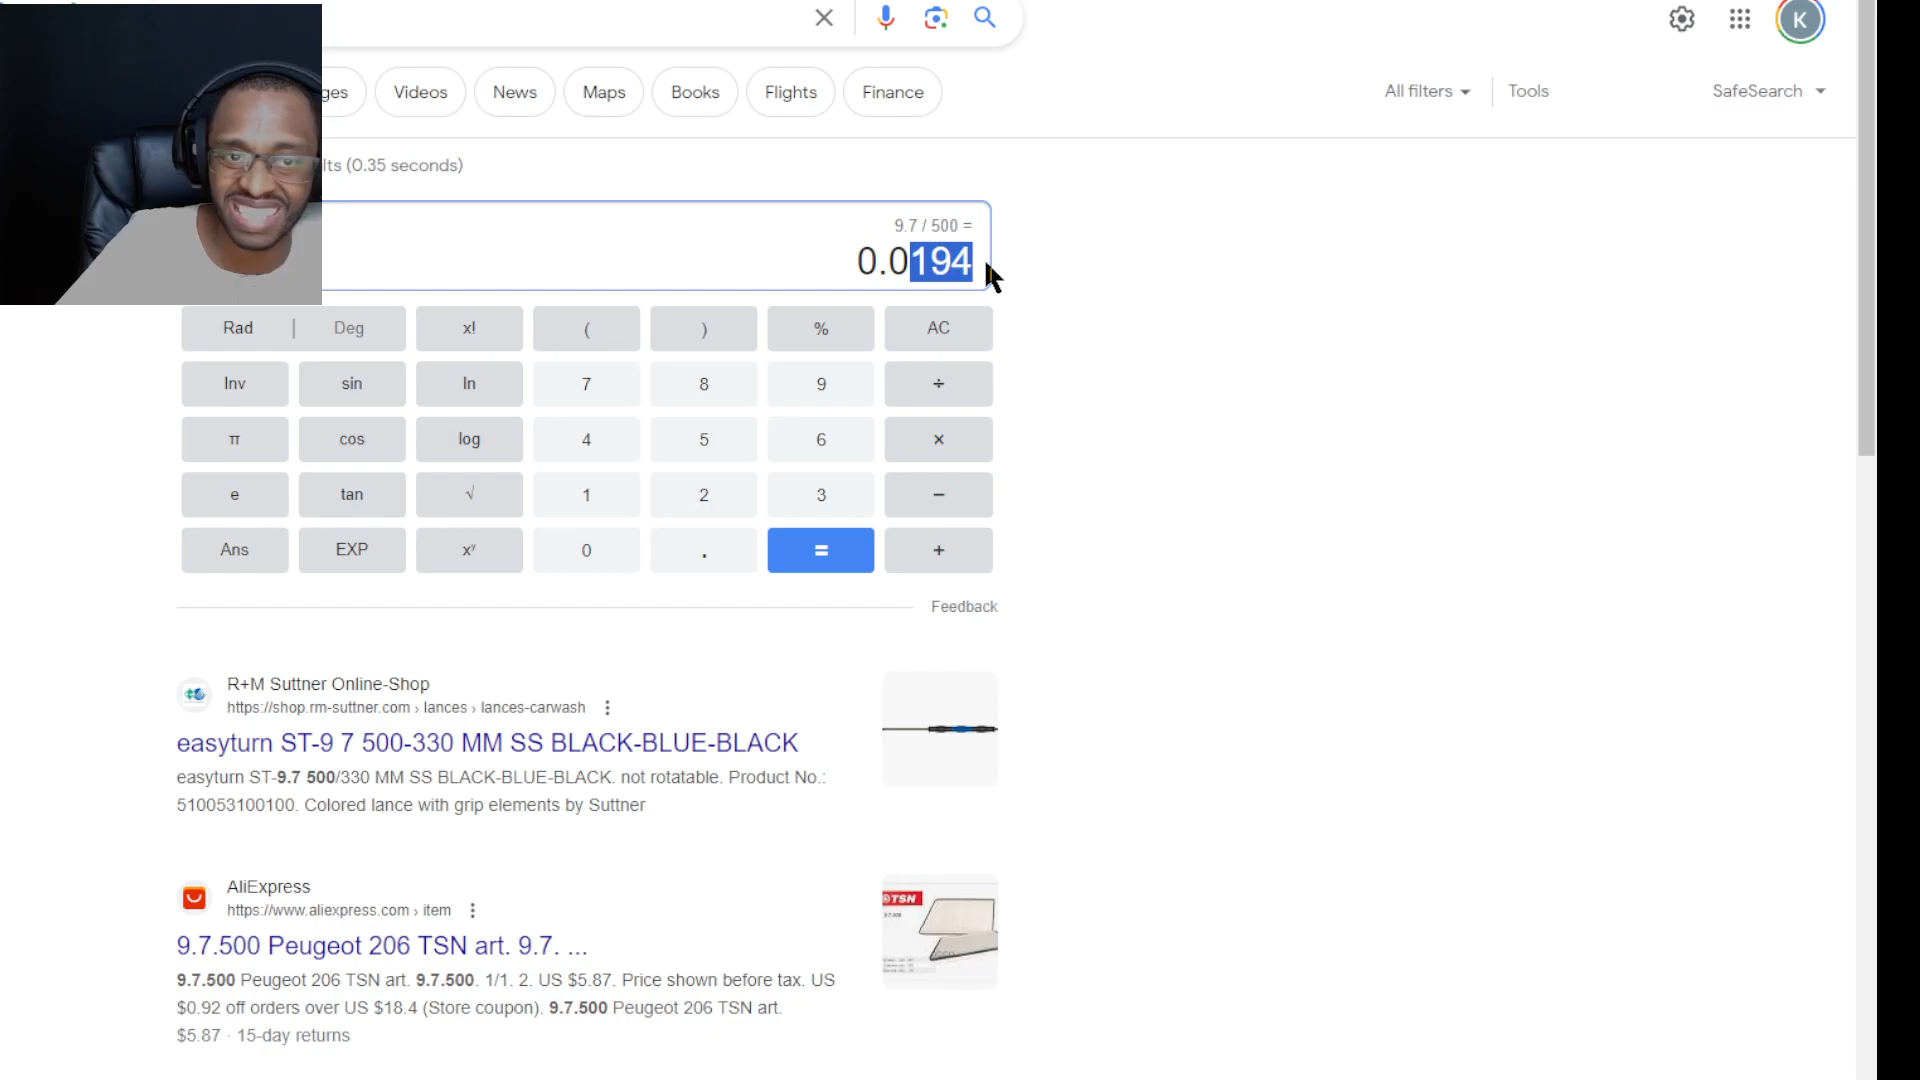 K
ges
Videos
News
Maps
Books
Flights
Finance
All filters
Tools
SafeSearch
lts (0.35 seconds)
9.7 / 500 =
0.0194
Rad | Deg x! ( ) % AC
Inv sin ln 7 8 9 ÷
π cos log 4 5 6 ×
e tan √ 1 2 3 −
Ans EXP xʸ 0 . = +
Feedback
R+M Suttner Online-Shop
https://shop.rm-suttner.com › lances › lances-carwash
easyturn ST-9 7 500-330 MM SS BLACK-BLUE-BLACK
easyturn ST-9.7 500/330 MM SS BLACK-BLUE-BLACK. not rotatable. Product No.:
510053100100. Colored lance with grip elements by Suttner
AliExpress
https://www.aliexpress.com › item
TSN
9.7.500 Peugeot 206 TSN art. 9.7. ...
9.7.500 Peugeot 206 TSN art. 9.7.500. 1/1. 2. US $5.87. Price shown before tax. US
$0.92 off orders over US $18.4 (Store coupon). 9.7.500 Peugeot 206 TSN art.
$5.87 · 15-day returns